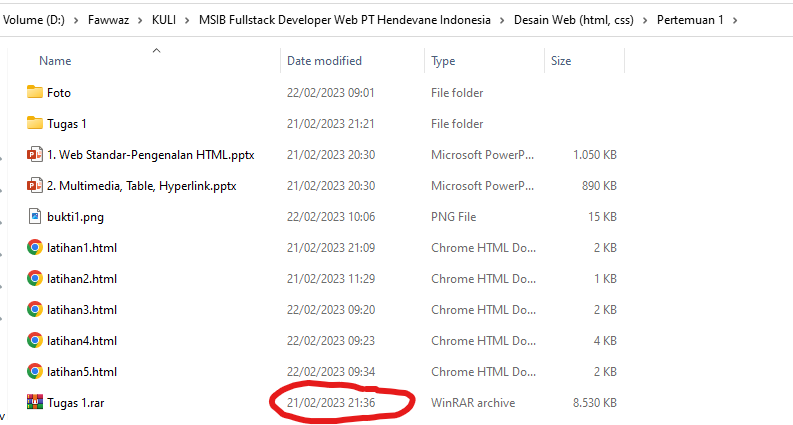 Volume (D:) > Fawwaz > KULI > MSIB Fullstack Developer Web PT Hendevane Indonesia > Desain Web (html, css) > Pertemuan 1 >
Name Date modified Type Size
Foto 22/02/2023 09:01 File folder
Tugas 1 21/02/2023 21:21 File folder
1. Web Standar-Pengenalan HTML.pptx 21/02/2023 20:30 Microsoft PowerP... 1.050 KB
2. Multimedia, Table, Hyperlink.pptx 21/02/2023 20:30 Microsoft PowerP... 890 KB
bukti1.png 22/02/2023 10:06 PNG File 15 KB
latihan1.html 21/02/2023 21:09 Chrome HTML Do... 2 KB
latihan2.html 21/02/2023 11:29 Chrome HTML Do... 1 KB
latihan3.html 22/02/2023 09:20 Chrome HTML Do... 2 KB
latihan4.html 22/02/2023 09:23 Chrome HTML Do... 4 KB
latihan5.html 22/02/2023 09:34 Chrome HTML Do... 2 KB
Tugas 1.rar 21/02/2023 21:36 WinRAR archive 8.530 KB
v